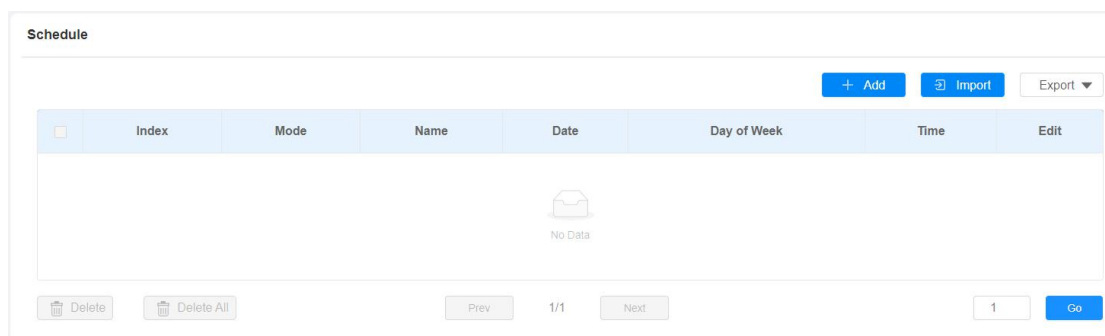 Schedule
+ Add Import Export
Index Mode Name Date Day of Week Time Edit
No Data
Delete Delete All Prev 1/1 Next 1 Go